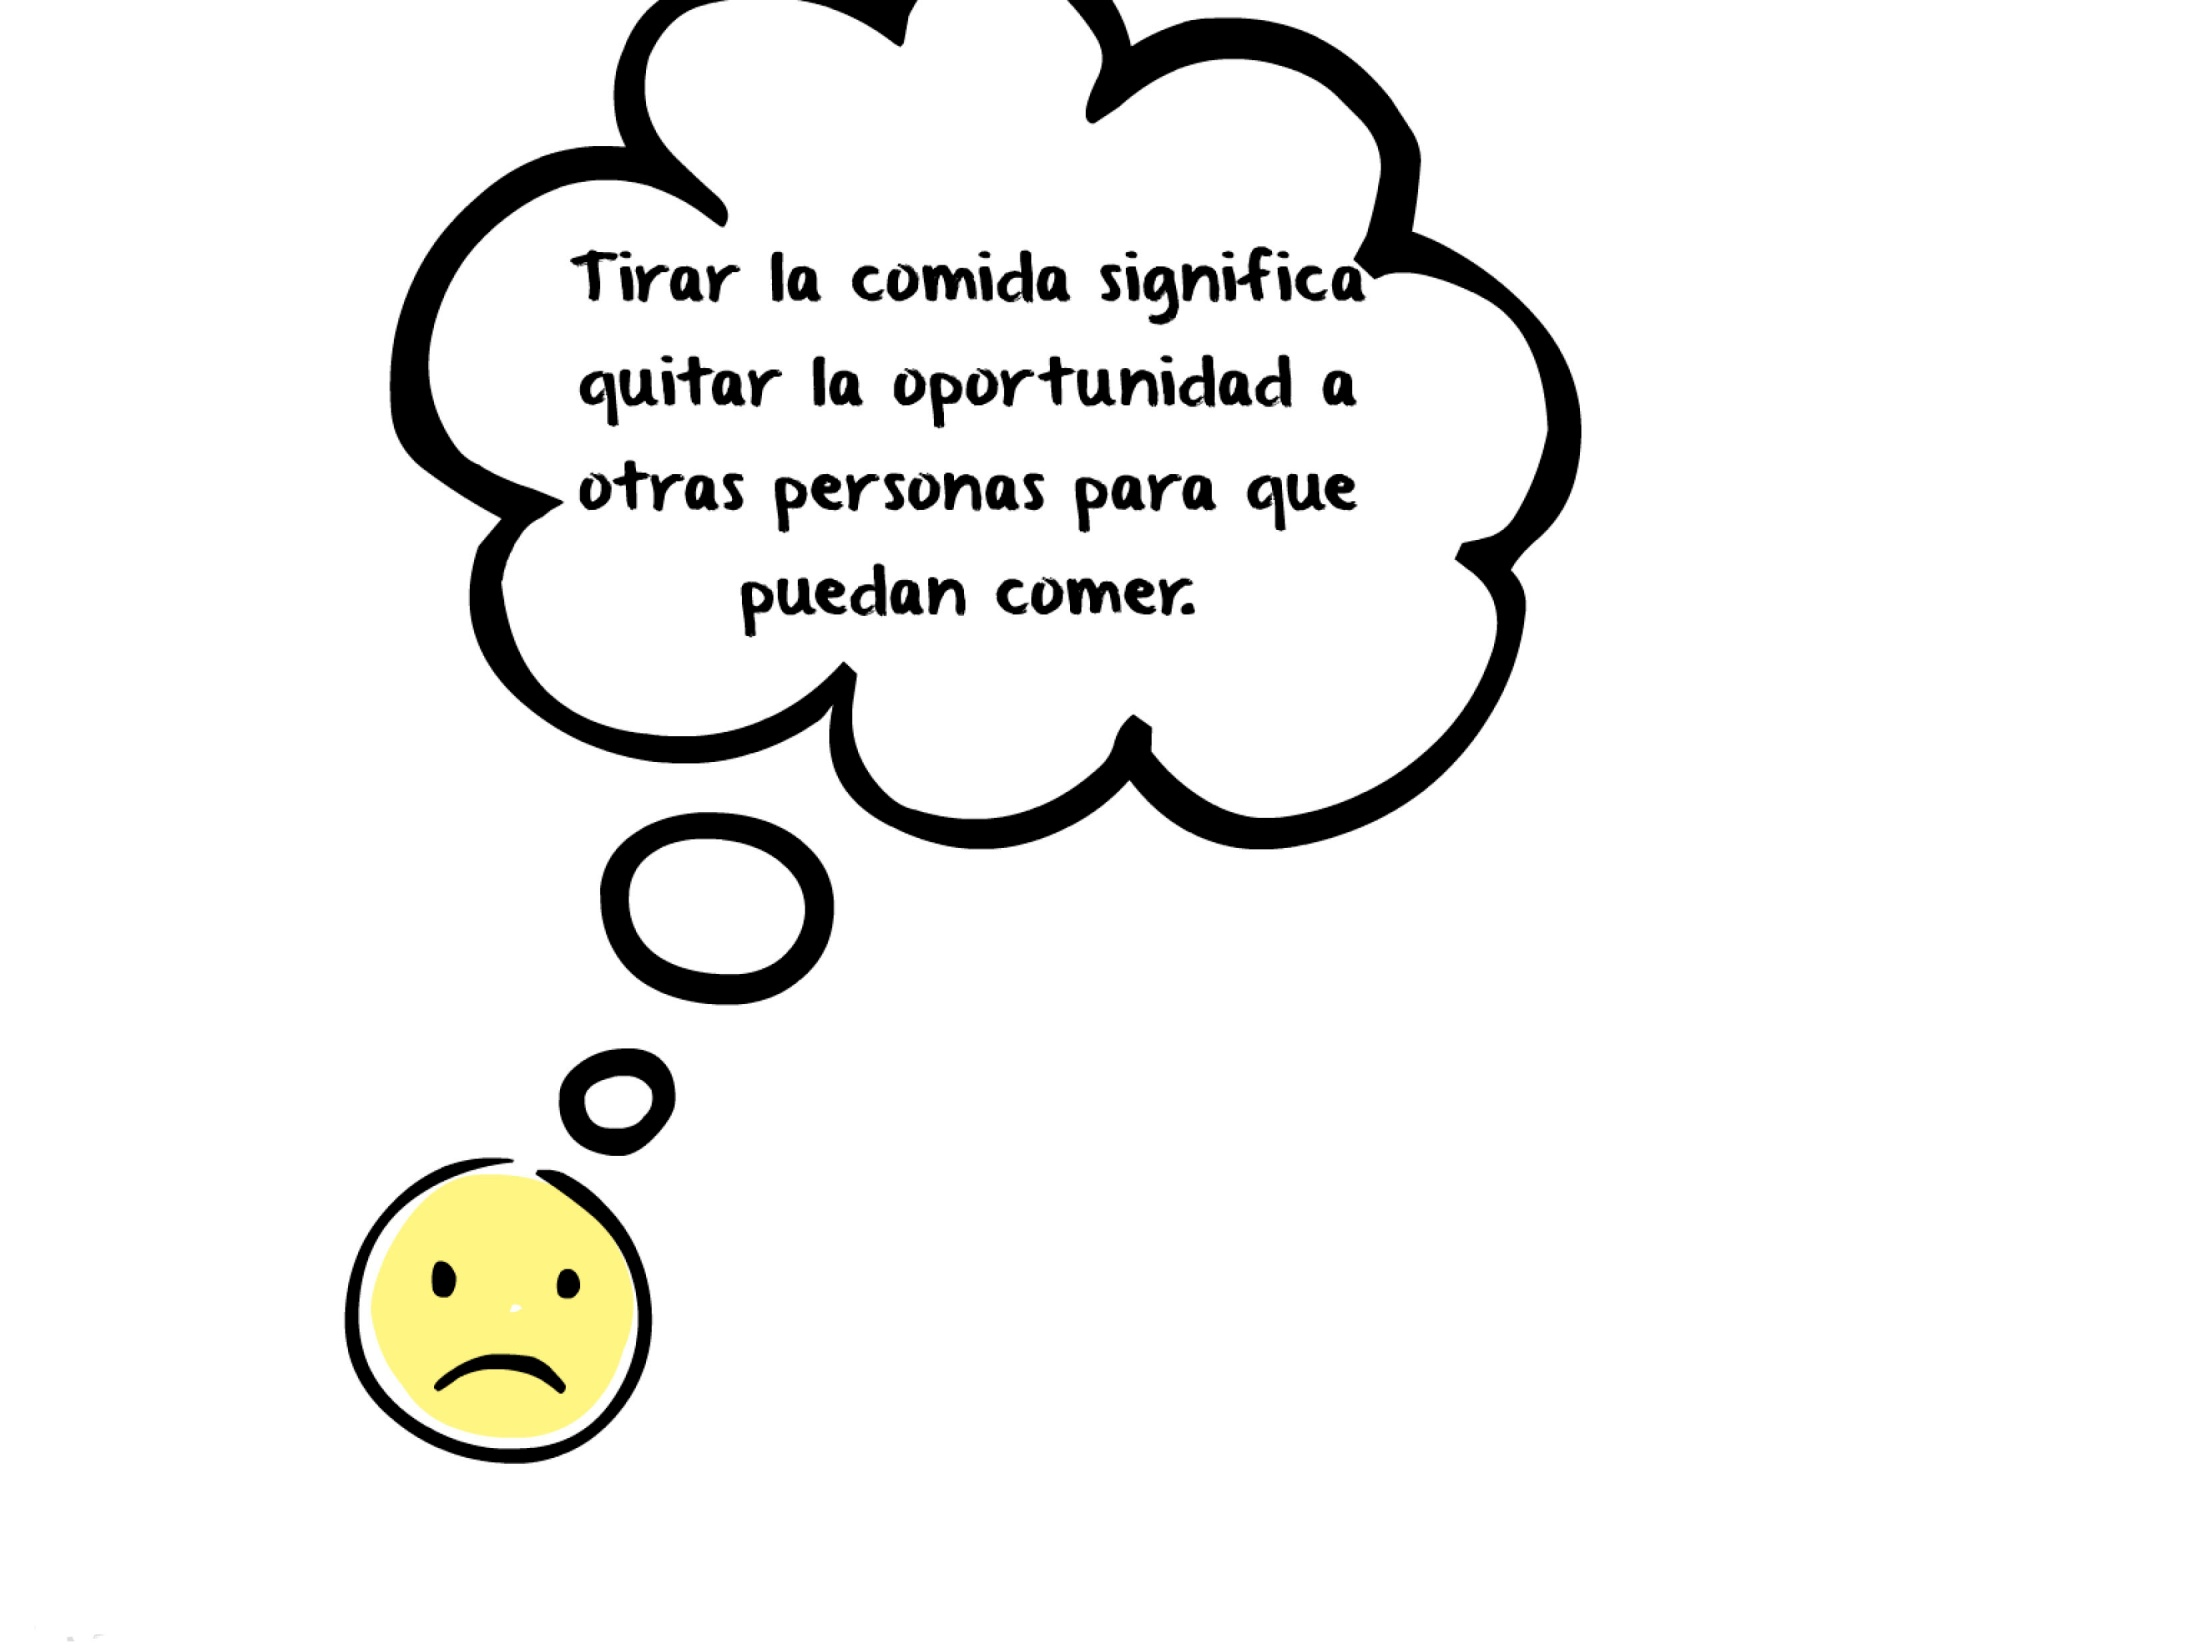 Tirar la comida significa
quitar la oportunidad a
otras personas para que
puedan comer.